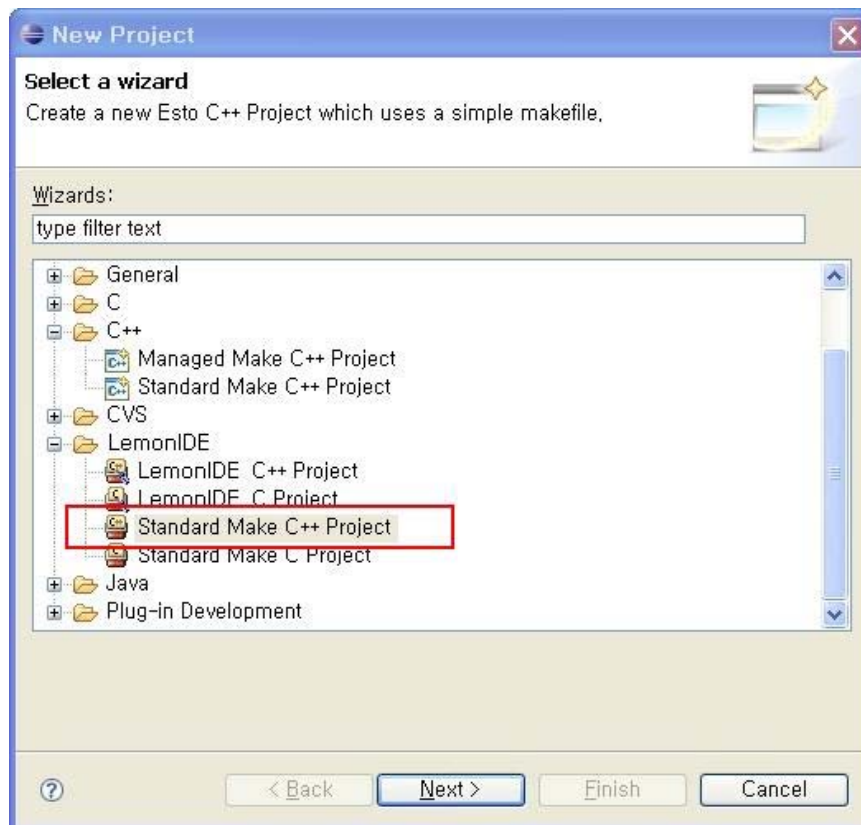 New Project
Select a wizard
Create a new Esto C++ Project which uses a simple makefile,
Wizards:
type filter text
General
C
C++
Managed Make C++ Project
Standard Make C++ Project
CVS
LemonIDE
LemonIDE C++ Project
LemonIDE C Project
Standard Make C++ Project
Standard Make C Project
Java
Plug-in Development
< Back
Next >
Finish
Cancel